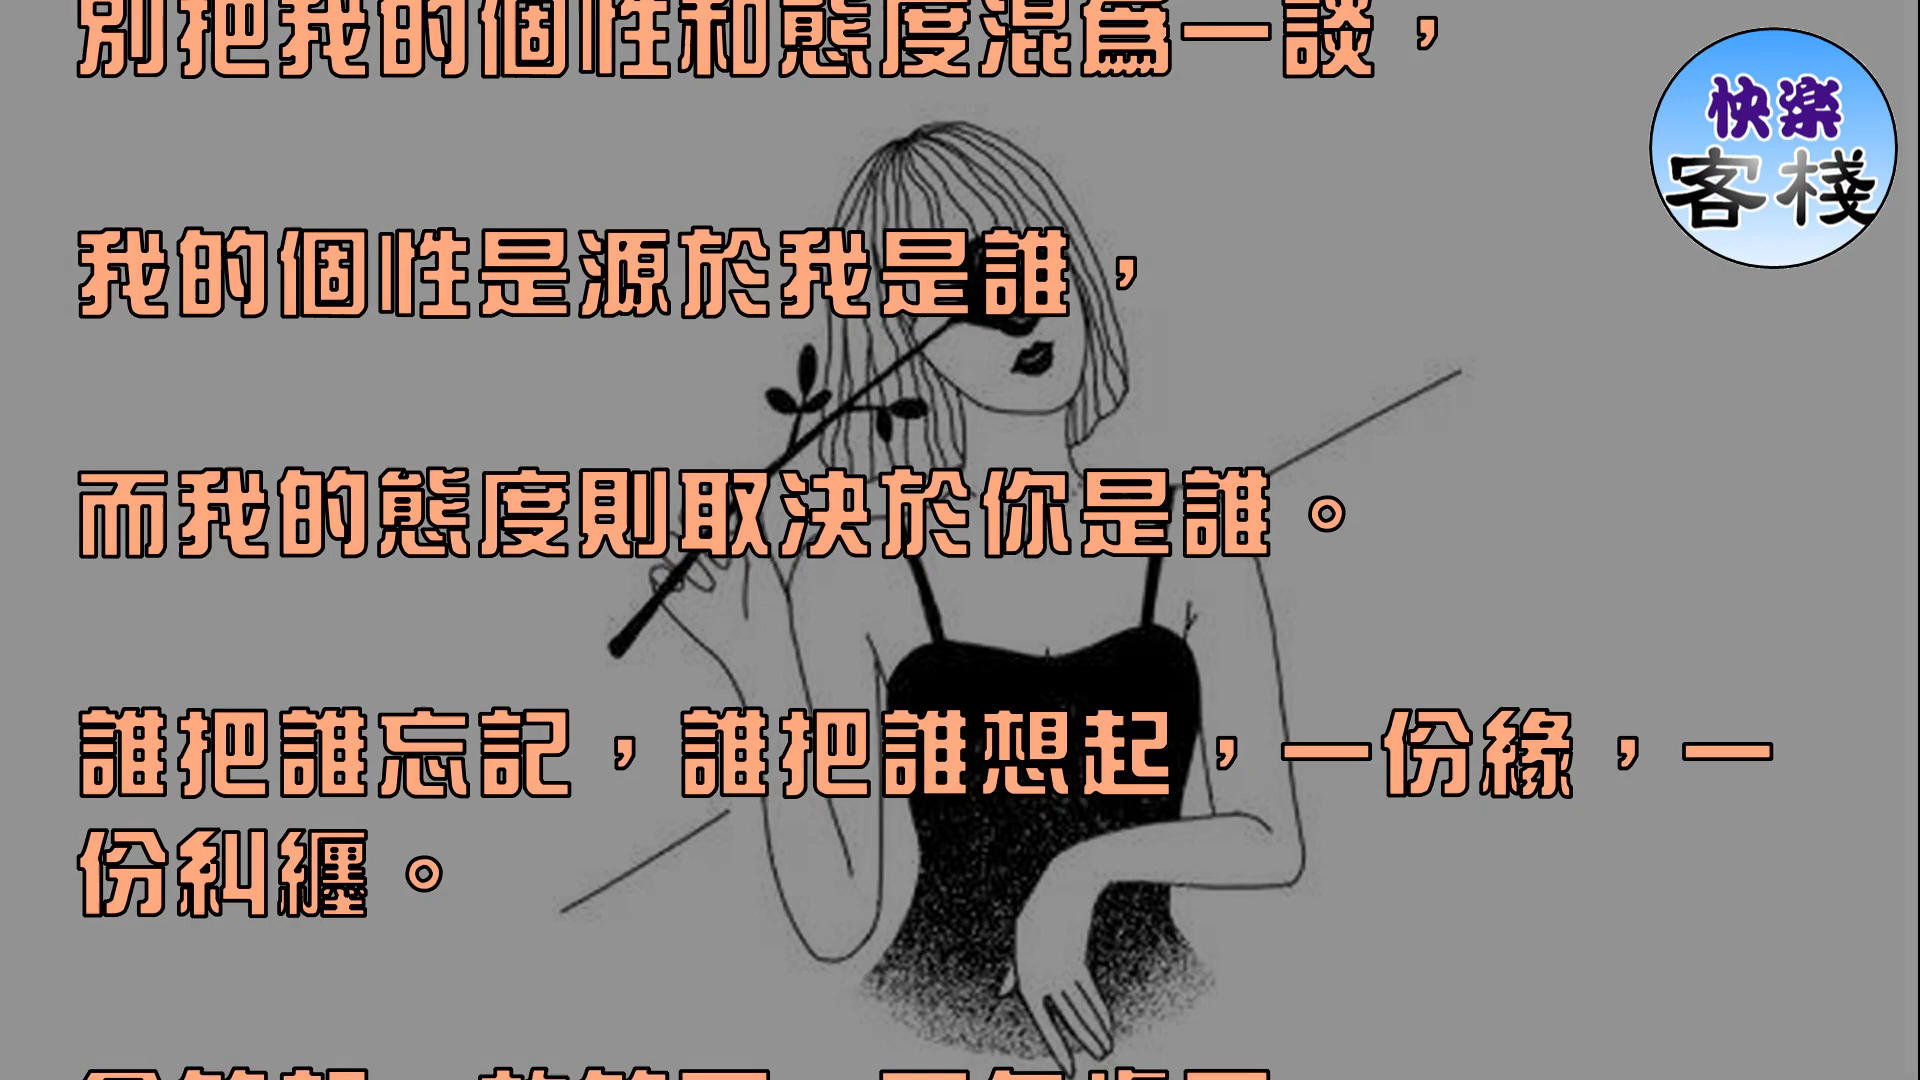 別把我的個性和態度混為一談，
快樂
客棧
我的個性是源於我是誰，
而我的態度則取決於你是誰。
誰把誰忘記，誰把誰想起，一份緣，一
份糾纏。